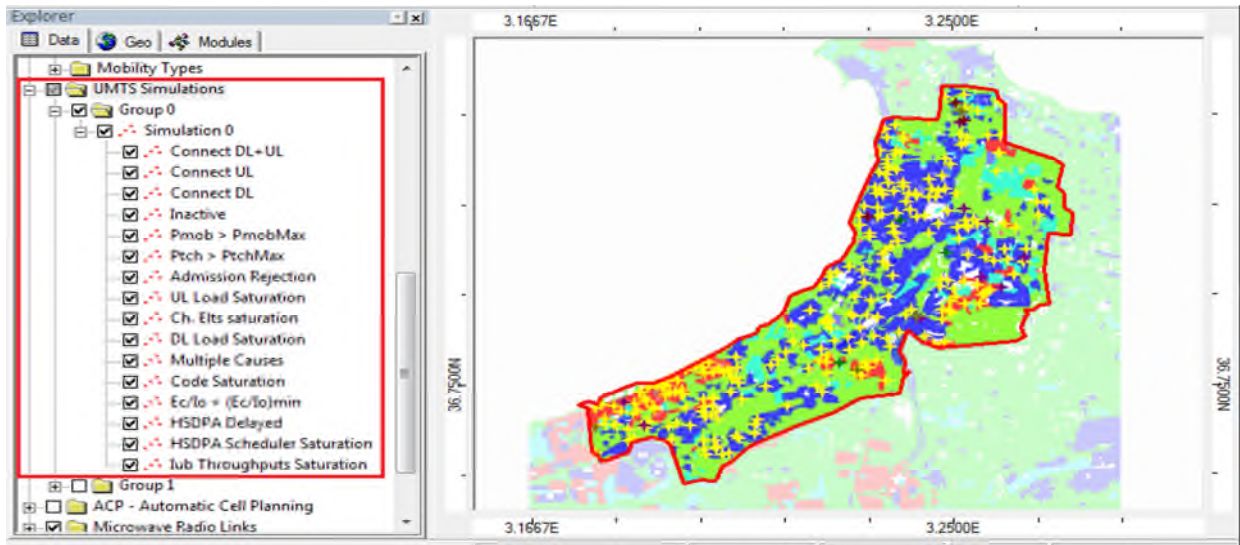 Explorer
Data Geo Modules
Mobility Types
UMTS Simulations
Group 0
Simulation 0
Connect DL+UL
Connect UL
Connect DL
Inactive
Pmob > PmobMax
Ptch > PtchMax
Admission Rejection
UL Load Saturation
Ch. Elts saturation
DL Load Saturation
Multiple Causes
Code Saturation
Ec/Io < (Ec/Io)min
HSDPA Delayed
HSDPA Scheduler Saturation
Iub Throughputs Saturation
Group 1
ACP - Automatic Cell Planning
Microwave Radio Links
3.1667E 3.2500E
36.7500N 36.7500N
3.1667E 3.2500E